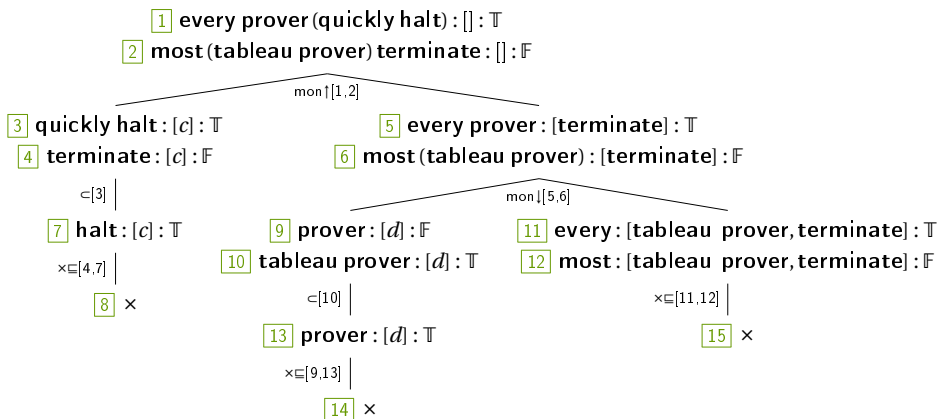 1 every prover (quickly halt) : [] : 𝕋
2 most (tableau prover) terminate : [] : 𝔽
mon↑[1,2]
3 quickly halt : [c] : 𝕋
5 every prover : [terminate] : 𝕋
4 terminate : [c] : 𝔽
6 most (tableau prover) : [terminate] : 𝔽
⊂[3]
mon↓[5,6]
7 halt : [c] : 𝕋
9 prover : [d] : 𝔽
11 every : [tableau prover, terminate] : 𝕋
10 tableau prover : [d] : 𝕋
12 most : [tableau prover, terminate] : 𝔽
×⊑[4,7]
⊂[10]
×⊑[11,12]
8 ×
13 prover : [d] : 𝕋
15 ×
×⊑[9,13]
14 ×